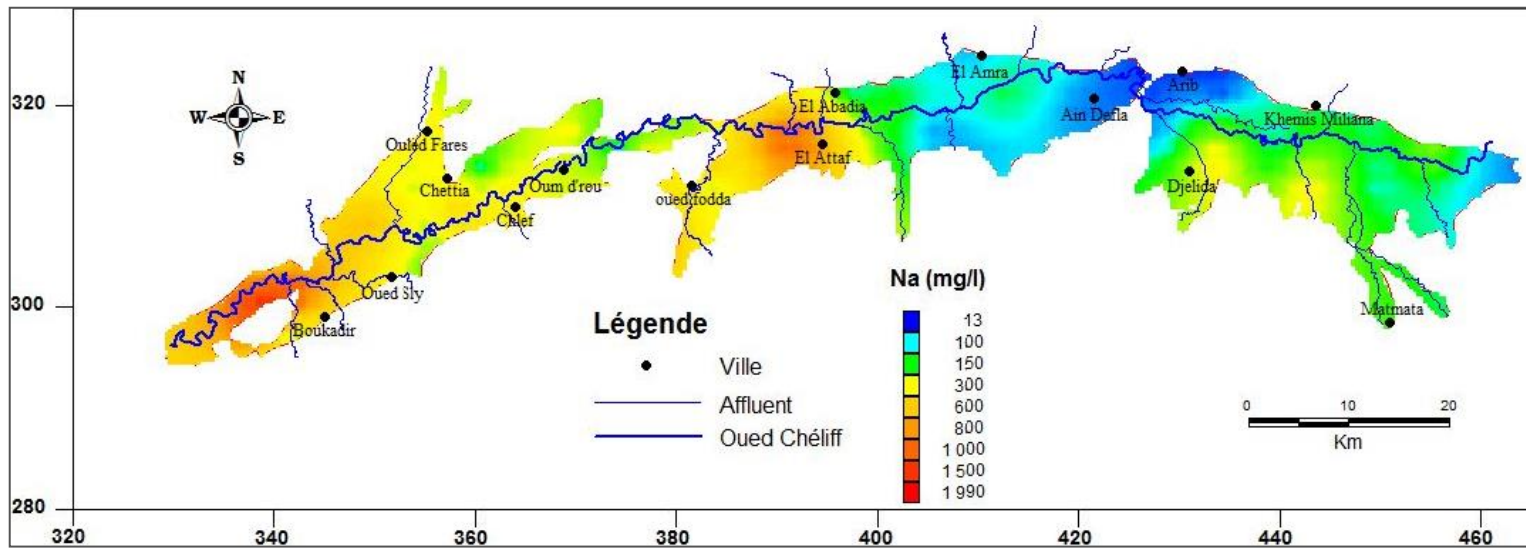 N
W E
S
320
300
280
320 340 360 380 400 420 440 460
Ouled Fares
Chettia
Oum d'rou
Chlef
Oued Sly
Boukadir
oued fodda
El Abadia
El Attaf
El Amra
Ain Defla
Arib
Khemis Miliana
Djelida
Matmata
Légende
Ville
Affluent
Oued Chéliff
Na (mg/l)
13
100
150
300
600
800
1 000
1 500
1 990
0 10 20
Km